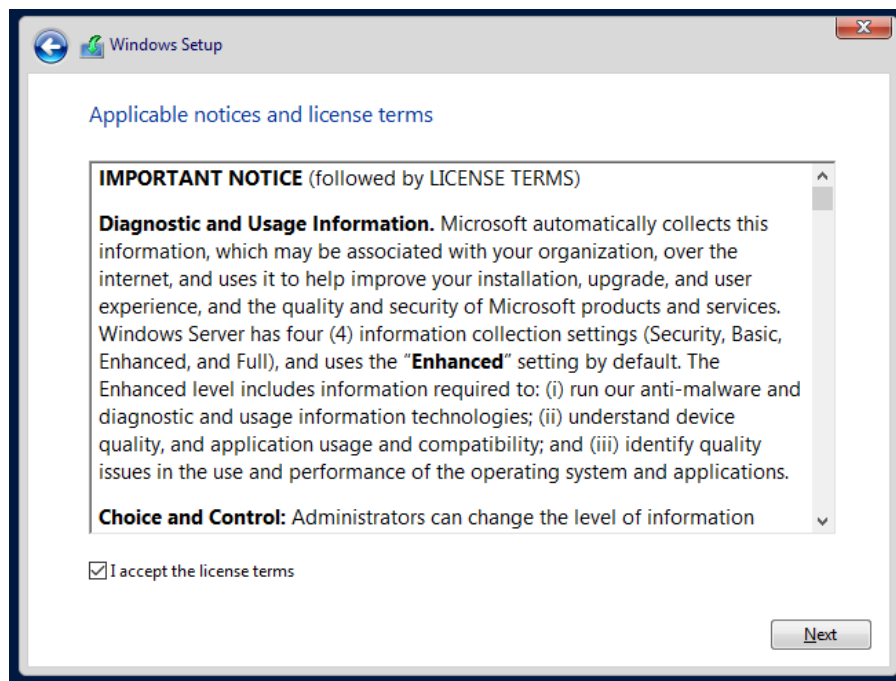 Windows Setup
Applicable notices and license terms
IMPORTANT NOTICE (followed by LICENSE TERMS)
Diagnostic and Usage Information. Microsoft automatically collects this
information, which may be associated with your organization, over the
internet, and uses it to help improve your installation, upgrade, and user
experience, and the quality and security of Microsoft products and services.
Windows Server has four (4) information collection settings (Security, Basic,
Enhanced, and Full), and uses the “Enhanced” setting by default. The
Enhanced level includes information required to: (i) run our anti-malware and
diagnostic and usage information technologies; (ii) understand device
quality, and application usage and compatibility; and (iii) identify quality
issues in the use and performance of the operating system and applications.
Choice and Control: Administrators can change the level of information
I accept the license terms
Next